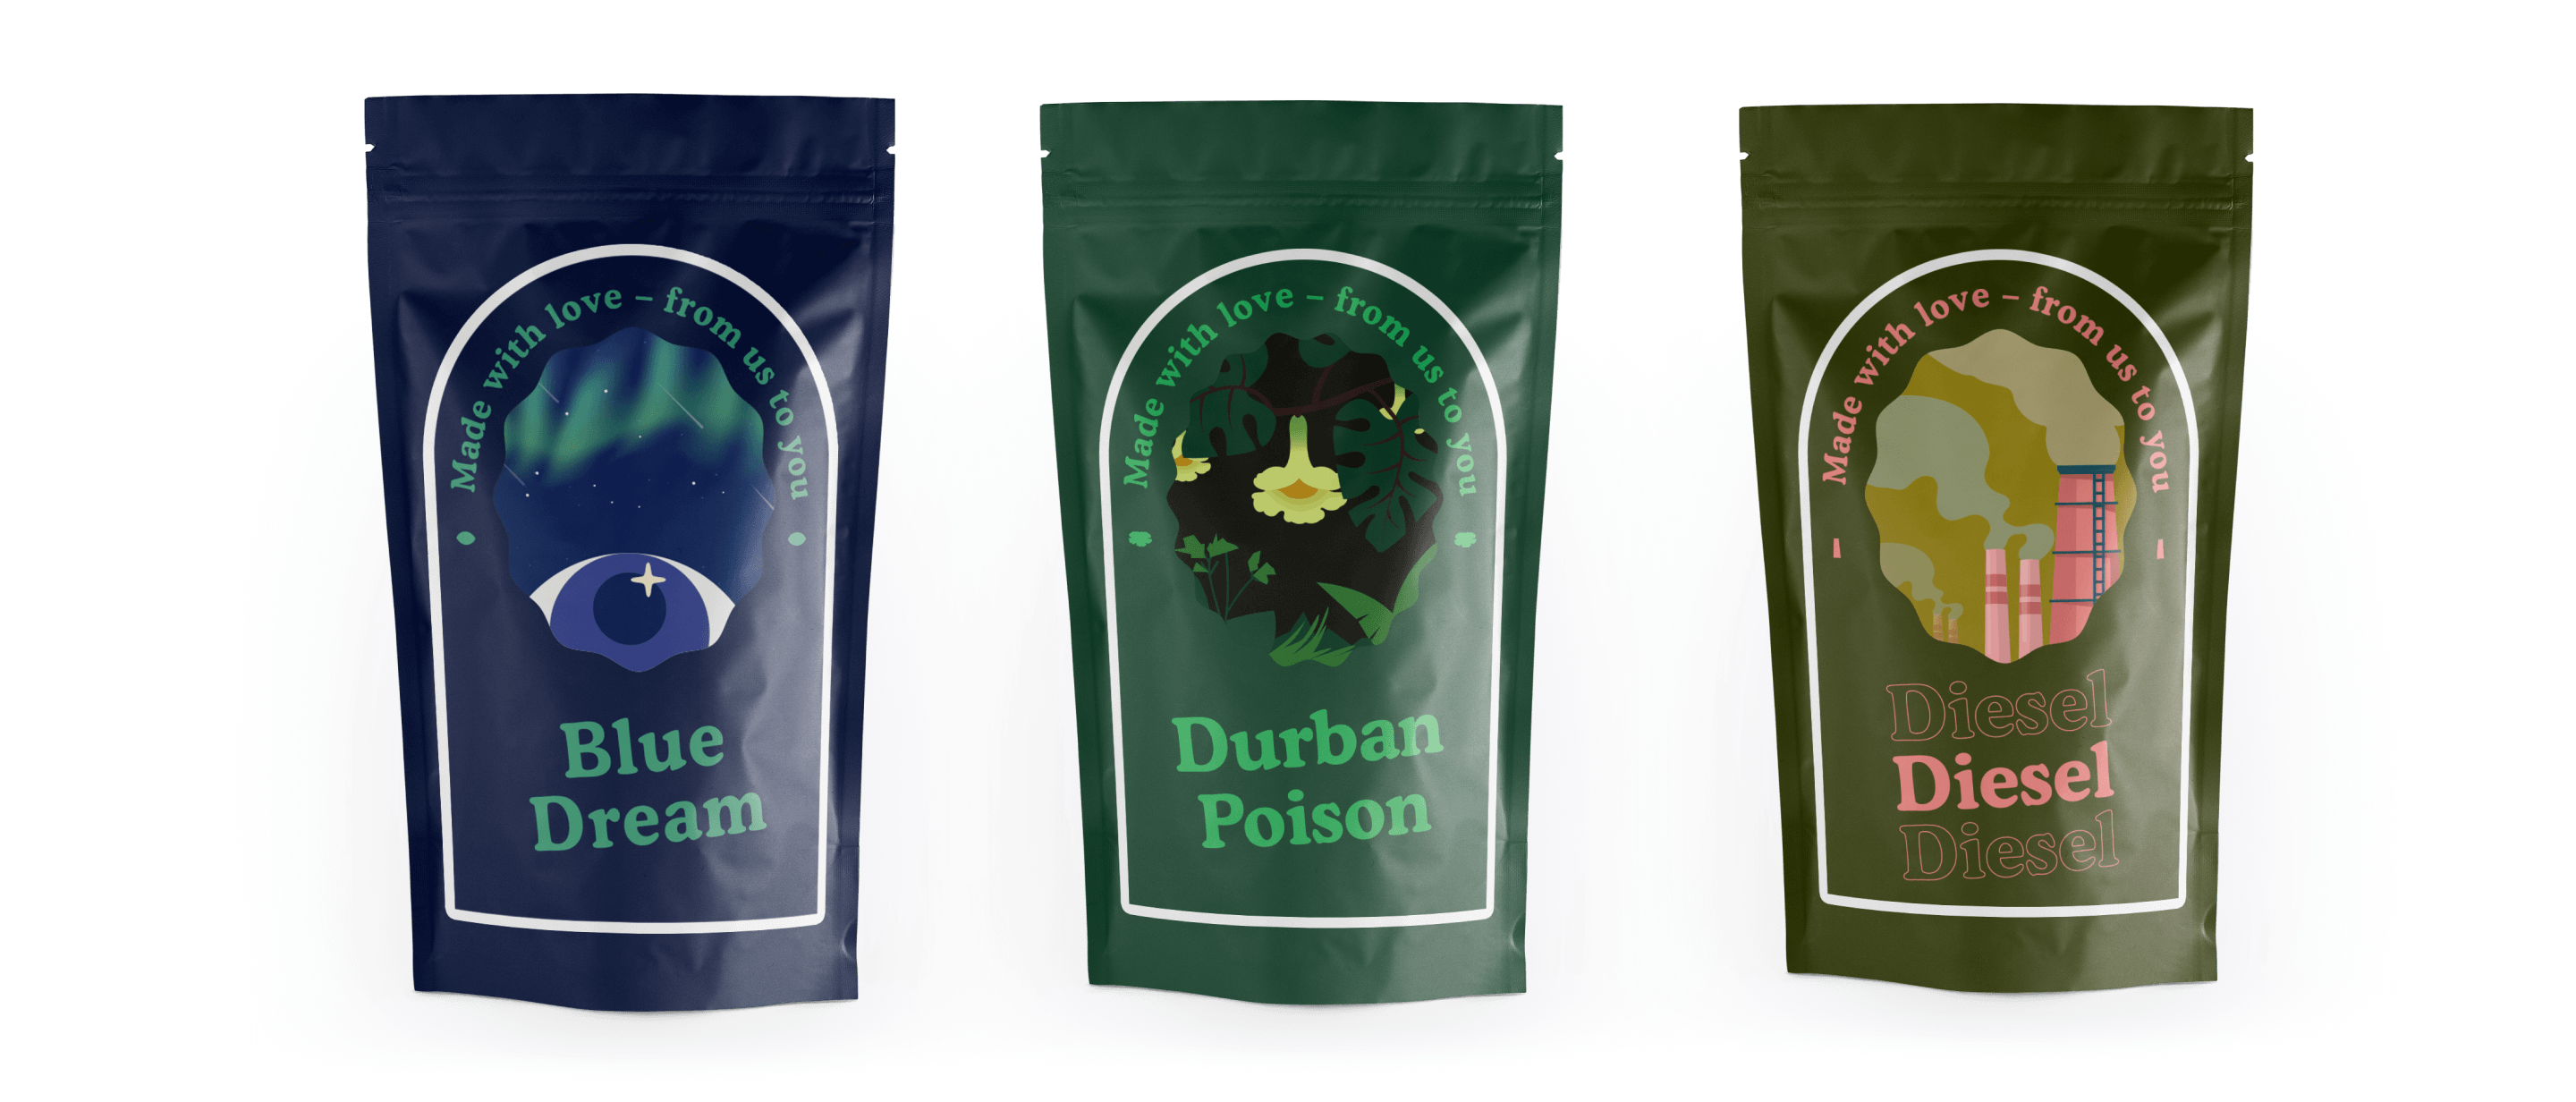 Made with love – from us to you
Blue
Dream
Made with love – from us to you
Durban
Poison
Made with love – from us to you
Diesel
Diesel
Diesel